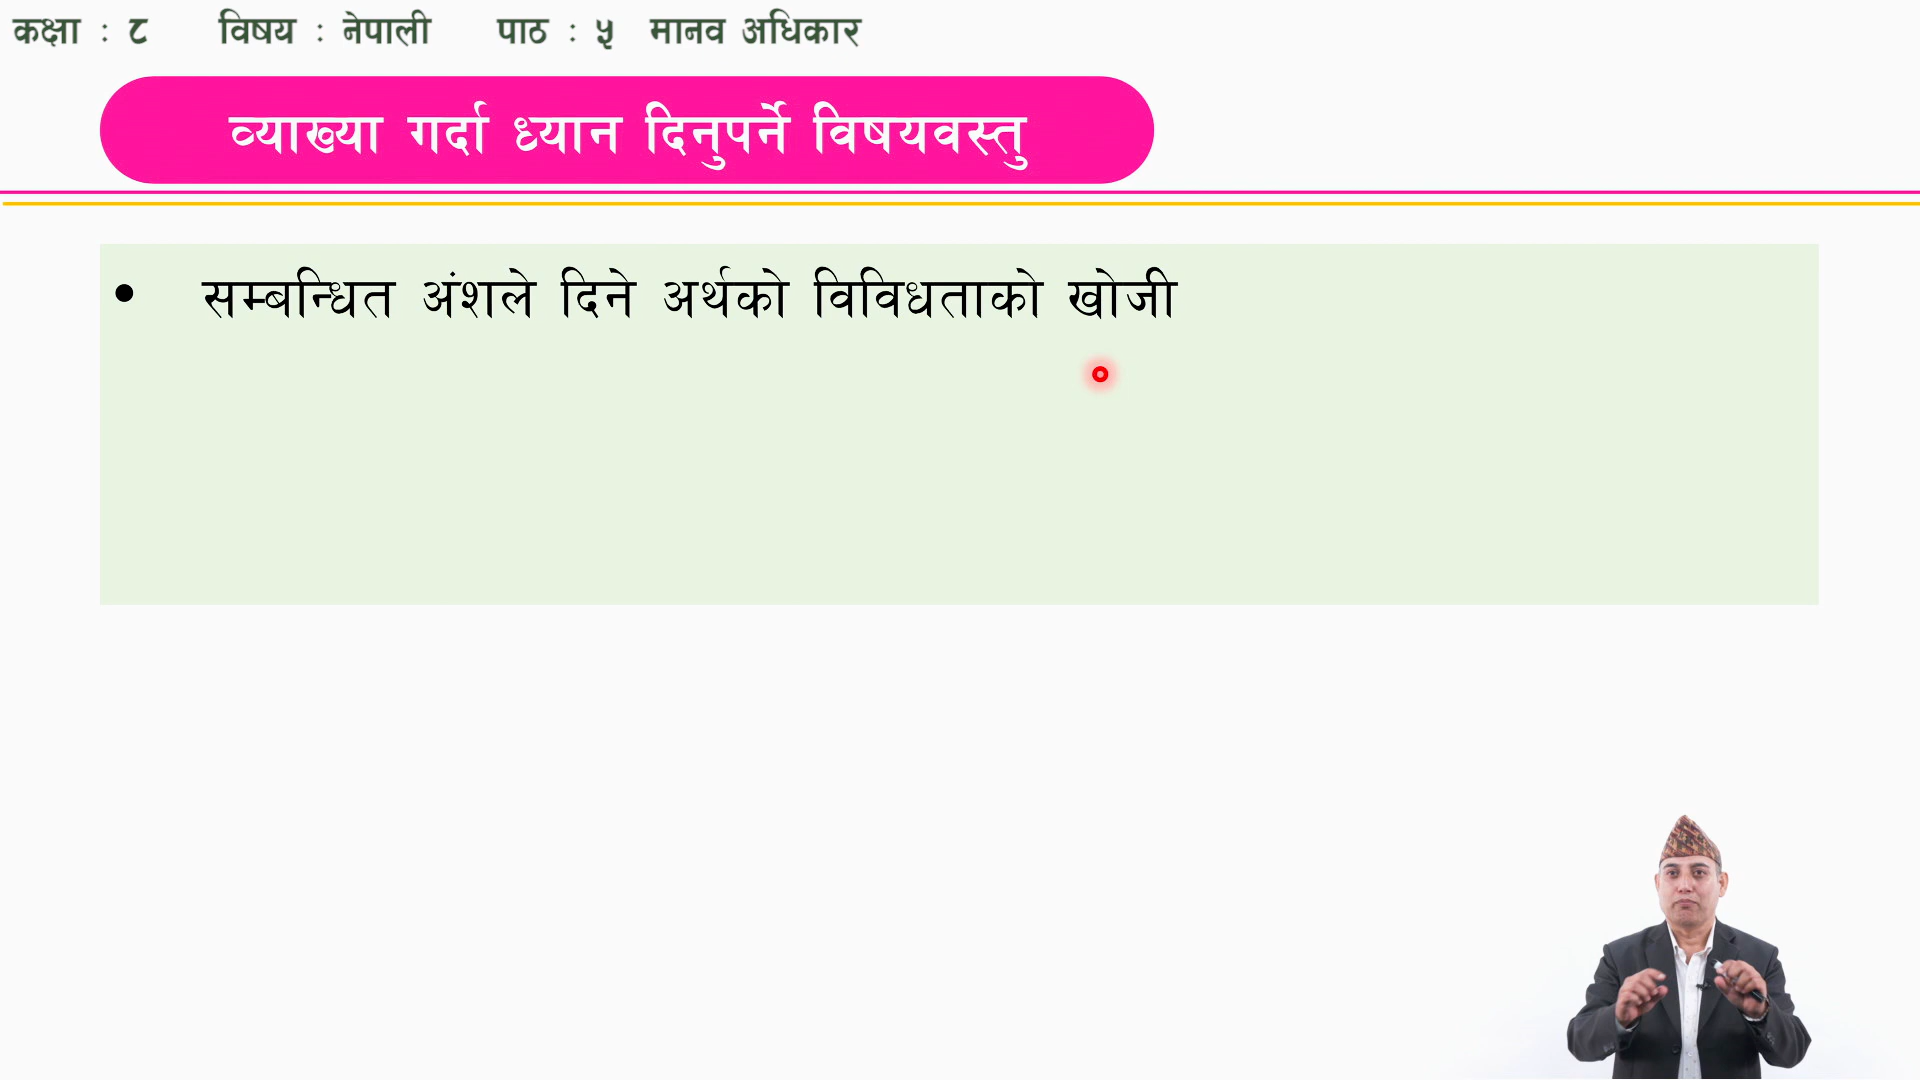 कक्षा : ८ विषय : नेपाली पाठ : ५ मानव अधिकार
व्याख्या गर्दा ध्यान दिनुपर्ने विषयवस्तु
• सम्बन्धित अंशले दिने अर्थको विविधताको खोजी